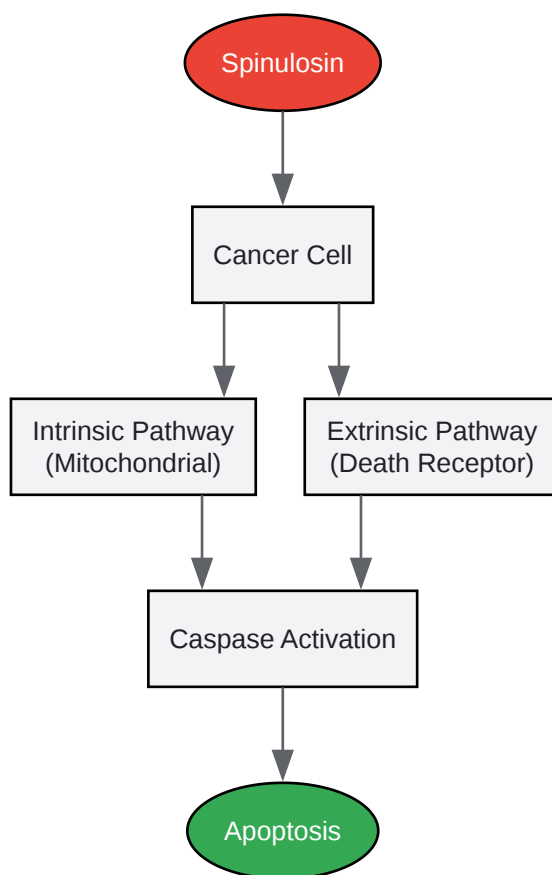 Spinulosin
Cancer Cell
Intrinsic Pathway
(Mitochondrial)
Extrinsic Pathway
(Death Receptor)
Caspase Activation
Apoptosis